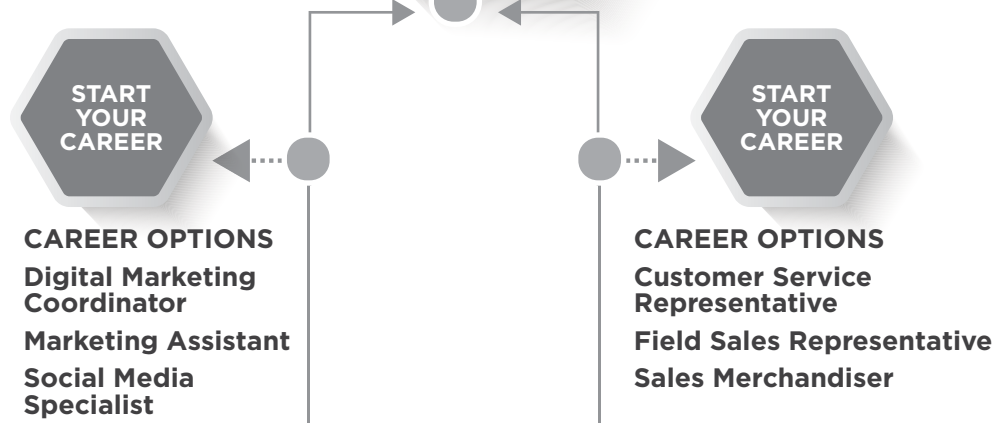 START
YOUR
CAREER
CAREER OPTIONS
Digital Marketing
Coordinator
Marketing Assistant
Social Media
Specialist
START
YOUR
CAREER
CAREER OPTIONS
Customer Service
Representative
Field Sales Representative
Sales Merchandiser